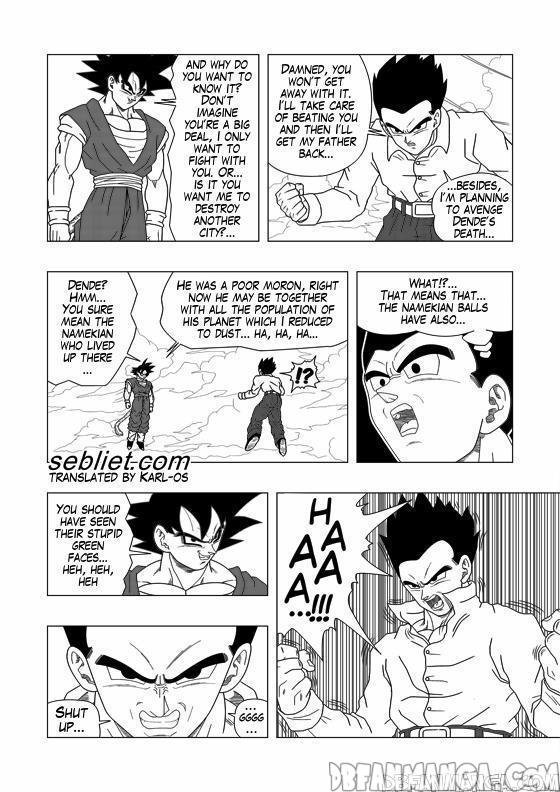 AND WHY DO
YOU WANT TO
KNOW IT?
DON'T
IMAGINE
YOU'RE A BIG
DEAL, I ONLY
WANT TO
FIGHT WITH
YOU. OR...
IS IT YOU
WANT ME TO
DESTROY
ANOTHER
CITY?...
DAMNED, YOU
WON'T GET
AWAY WITH IT.
I'LL TAKE CARE
OF BEATING YOU
AND THEN I'LL
GET MY FATHER
BACK...
...BESIDES,
I'M PLANNING
TO AVENGE
DENDE'S
DEATH...
DENDE?
HMM...
YOU SURE
MEAN THE
NAMEKIAN
WHO LIVED
UP THERE
...
HE WAS A POOR MORON, RIGHT
NOW HE MAY BE TOGETHER
WITH ALL THE POPULATION OF
HIS PLANET WHICH I REDUCED
TO DUST... HA, HA, HA...
!?
WHAT!?...
THAT MEANS THAT...
THE NAMEKIAN BALLS
HAVE ALSO...
sebliet.com
TRANSLATED BY KARL-OS
YOU SHOULD
HAVE SEEN
THEIR STUPID
GREEN
FACES...
HEH, HEH,
HEH
HAAAA...!!!
SHUT
UP...
...
GGGG
...
DBFANMANGA.COM